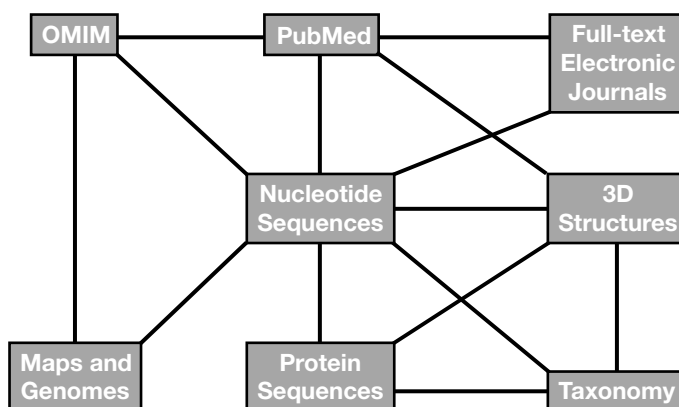 OMIM
PubMed
Full-text
Electronic
Journals
Nucleotide
Sequences
3D
Structures
Maps and
Genomes
Protein
Sequences
Taxonomy